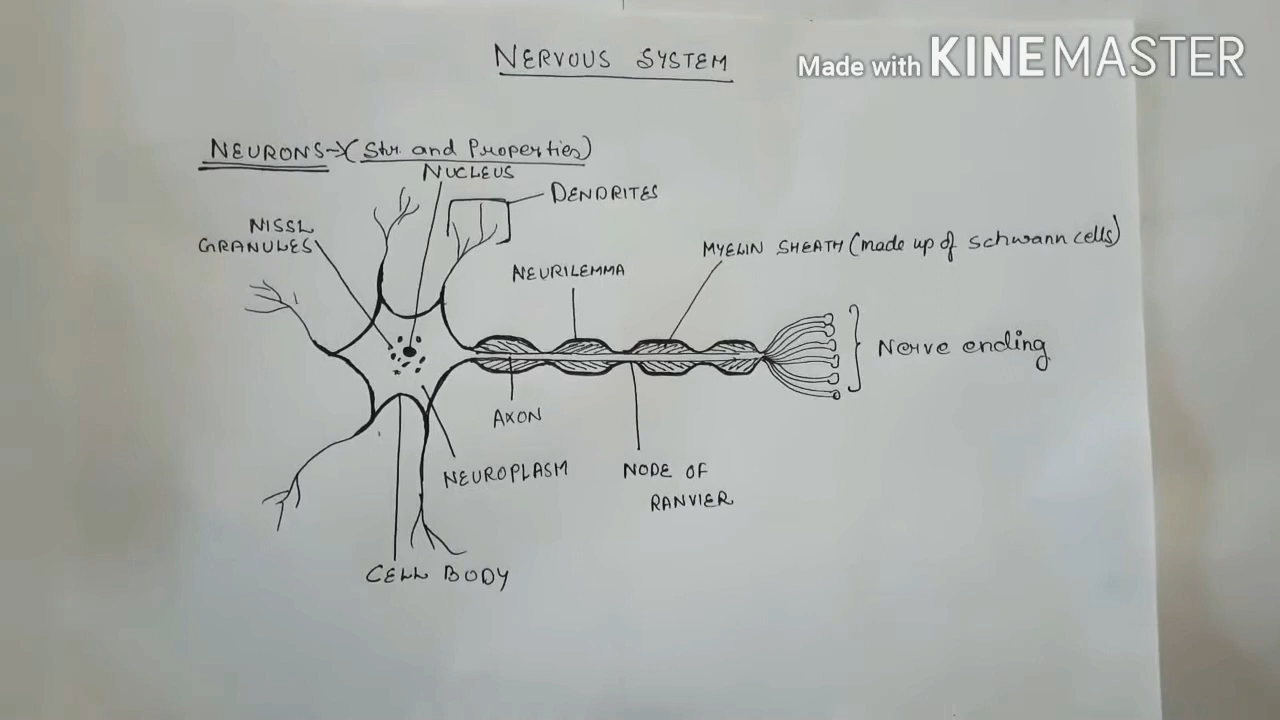 NERVOUS SYSTEM
Made with KINEMASTER
NEURONS→(Str. and Properties)
NUCLEUS
DENDRITES
NISSL
GRANULES
NEURILEMMA
MYELIN SHEATH (made up of Schwann cells)
Nerve ending
AXON
NEUROPLASM
NODE OF
RANVIER
CELL BODY